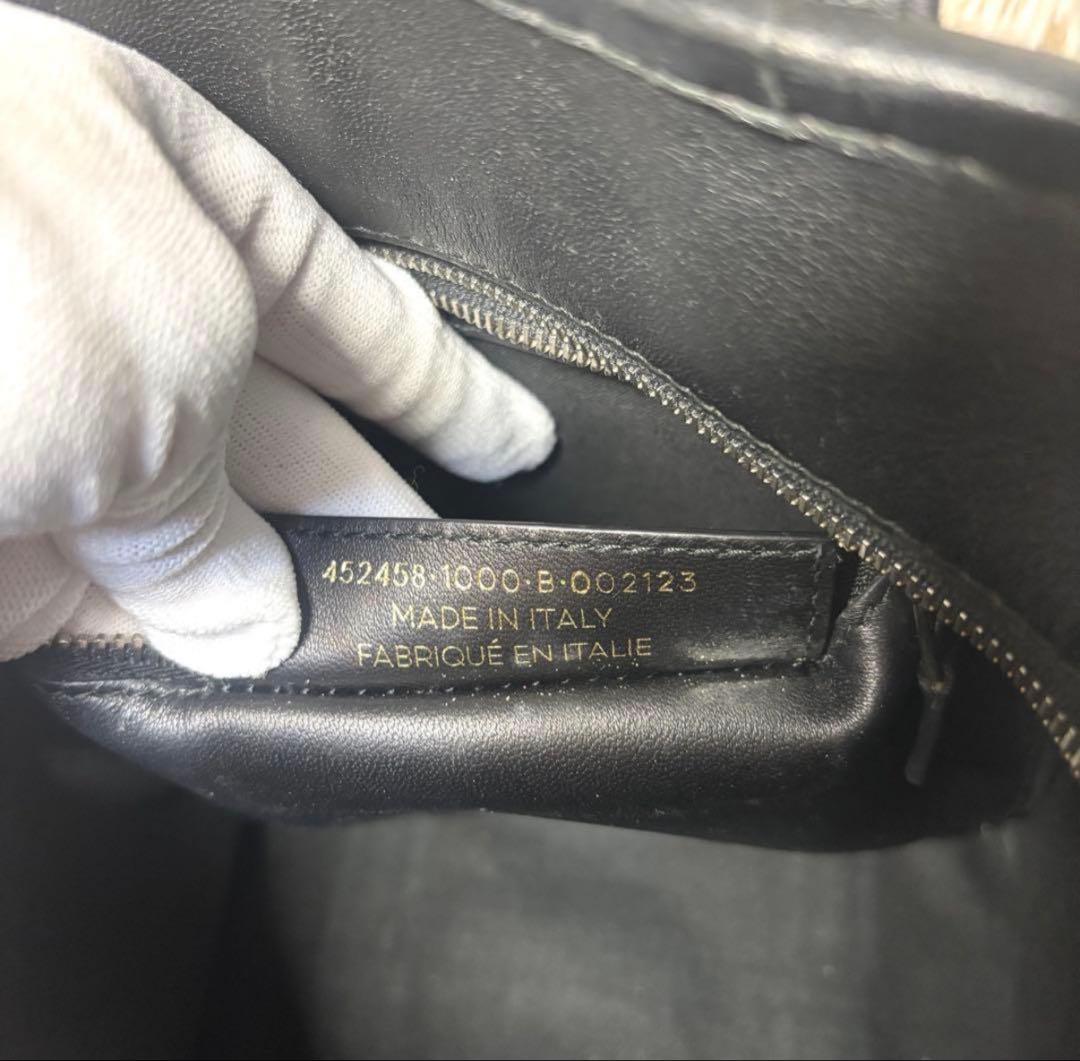 452458·1000·B·002123
MADE IN ITALY
FABRIQUÉ EN ITALIE